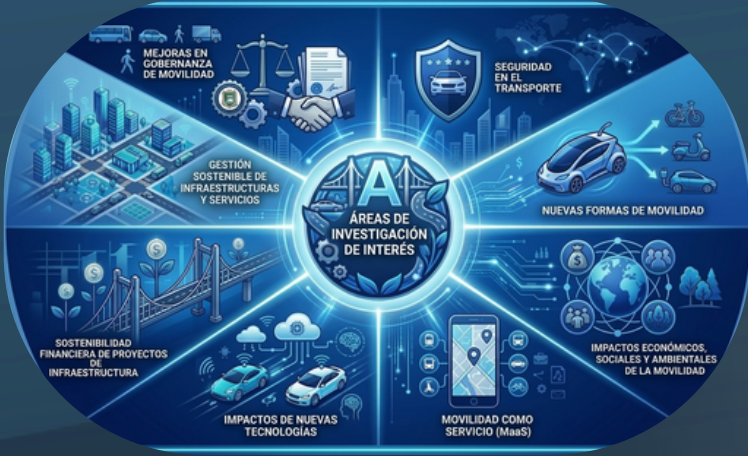 MEJORAS EN
GOBERNANZA
DE MOVILIDAD
SEGURIDAD
EN EL
TRANSPORTE
GESTIÓN
SOSTENIBLE DE
INFRAESTRUCTURAS
Y SERVICIOS
A
ÁREAS DE
INVESTIGACIÓN
DE INTERÉS
NUEVAS FORMAS DE MOVILIDAD
SOSTENIBILIDAD
FINANCIERA DE PROYECTOS
DE
INFRAESTRUCTURA
IMPACTOS DE NUEVAS
TECNOLOGÍAS
MOVILIDAD COMO
SERVICIO (MaaS)
IMPACTOS ECONÓMICOS,
SOCIALES Y AMBIENTALES
DE LA MOVILIDAD